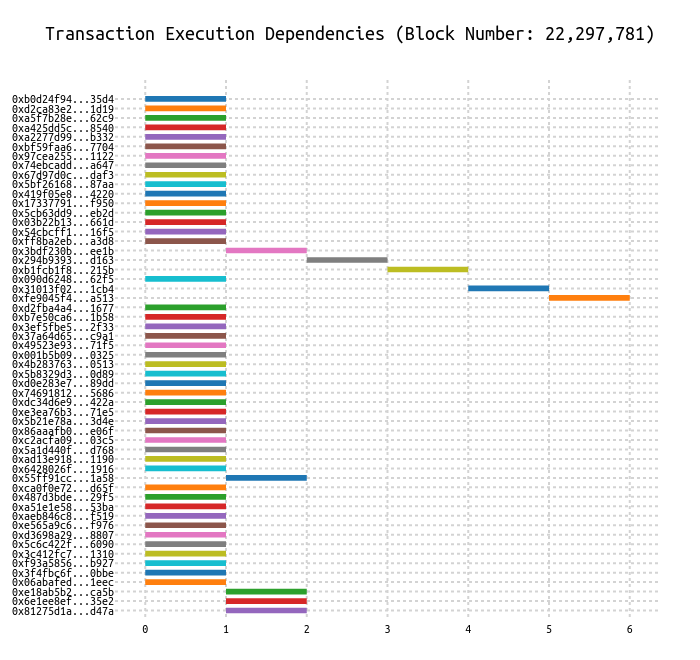 Transaction Execution Dependencies (Block Number: 22,297,781)
0xb0d24f94...35d4
0xd2ca83e2...1d19
0xa5f7b28e...62c9
0xa425dd5c...8540
0xa2277d99...b332
0xbf59faa6...7704
0x97cea255...1122
0x74ebcadd...a647
0x67d97d0c...daf3
0x5bf26168...87aa
0x419f05e8...4220
0x17337791...f950
0x5cb63dd9...eb2d
0x03b22b13...661d
0x54cbcff1...16f5
0xff8ba2eb...a3d8
0x3bdf230b...ee1b
0x294b9393...d163
0xb1fcb1f8...215b
0x090d6248...62f5
0x31013f02...1cb4
0xfe9045f4...a513
0xd2fba4a4...1677
0xb7e50ca6...1b58
0x3ef5fbe5...2f33
0x37a64d65...c9a1
0x49523e93...71f5
0x001b5b09...0325
0x4b283763...0513
0x5b8329d3...0d89
0xd0e283e7...89dd
0x74691812...5686
0xdc34d6e9...422a
0xe3ea76b3...71e5
0x5b21e78a...3d4e
0x86aaafb0...e06f
0xc2acfa09...03c5
0x5a1d440f...d768
0xad13e918...1190
0x6428026f...1916
0x55ff91cc...1a58
0xca0f0e72...d65f
0x487d3bde...29f5
0xa51e1e58...53ba
0xaeb846c8...f519
0xe565a9c6...f976
0xd3698a29...8807
0x5c6c422f...6090
0x3c412fc7...1310
0xf93a5856...b927
0x3f4fbc6f...0bbe
0x06abafed...1eec
0xe18ab5b2...ca5b
0x6e1ee8ef...35e2
0x81275d1a...d47a
0 1 2 3 4 5 6